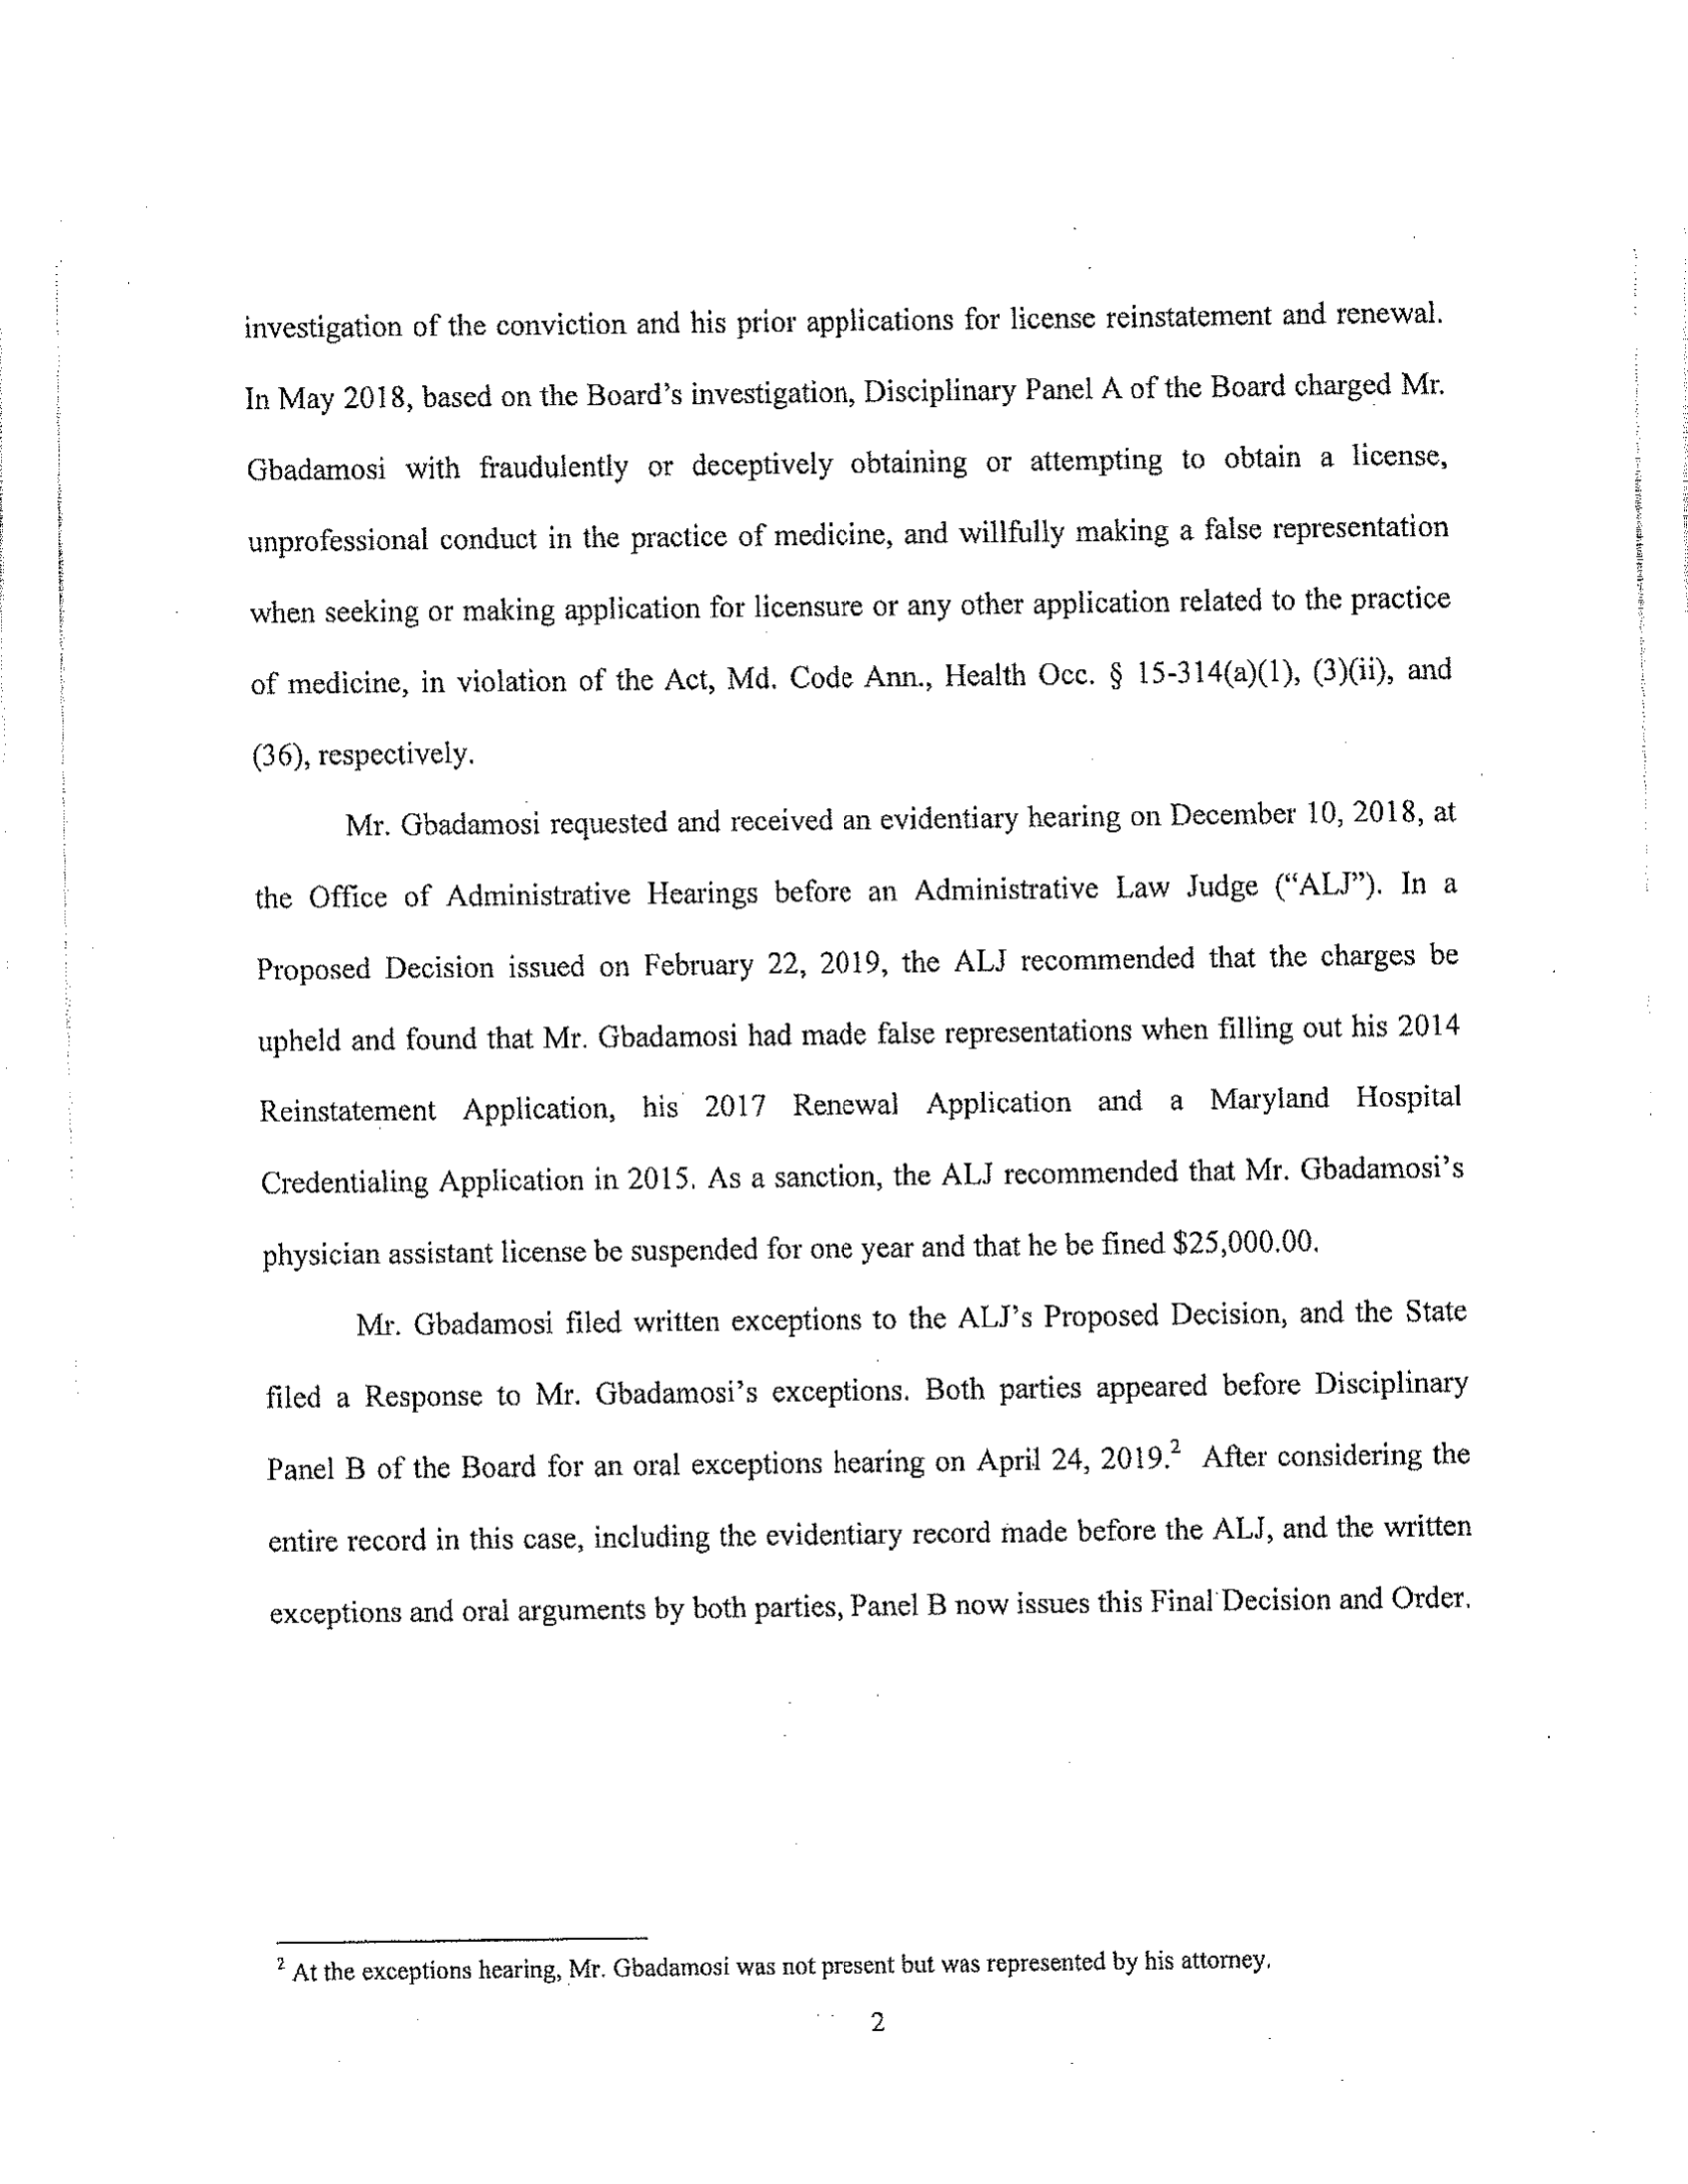 investigation of the conviction and his prior applications for license reinstatement and renewal.
In May 2018, based on the Board's investigation, Disciplinary Panel A of the Board charged Mr.
Gbadamosi with fraudulently or deceptively obtaining or attempting to obtain a license,
unprofessional conduct in the practice of medicine, and willfully making a false representation
when seeking or making application for licensure or any other application related to the practice
of medicine, in violation of the Act, Md. Code Ann., Health Occ. § 15-314(a)(1), (3)(ii), and
(36), respectively.
Mr. Gbadamosi requested and received an evidentiary hearing on December 10, 2018, at
the Office of Administrative Hearings before an Administrative Law Judge (“ALJ”). In a
Proposed Decision issued on February 22, 2019, the ALJ recommended that the charges be
upheld and found that Mr. Gbadamosi had made false representations when filling out his 2014
Reinstatement Application, his 2017 Renewal Application and a Maryland Hospital
Credentialing Application in 2015. As a sanction, the ALJ recommended that Mr. Gbadamosi's
physician assistant license be suspended for one year and that he be fined $25,000.00.
Mr. Gbadamosi filed written exceptions to the ALJ's Proposed Decision, and the State
filed a Response to Mr. Gbadamosi's exceptions. Both parties appeared before Disciplinary
Panel B of the Board for an oral exceptions hearing on April 24, 2019.2 After considering the
entire record in this case, including the evidentiary record made before the ALJ, and the written
exceptions and oral arguments by both parties, Panel B now issues this Final Decision and Order.
2 At the exceptions hearing, Mr. Gbadamosi was not present but was represented by his attorney.
2